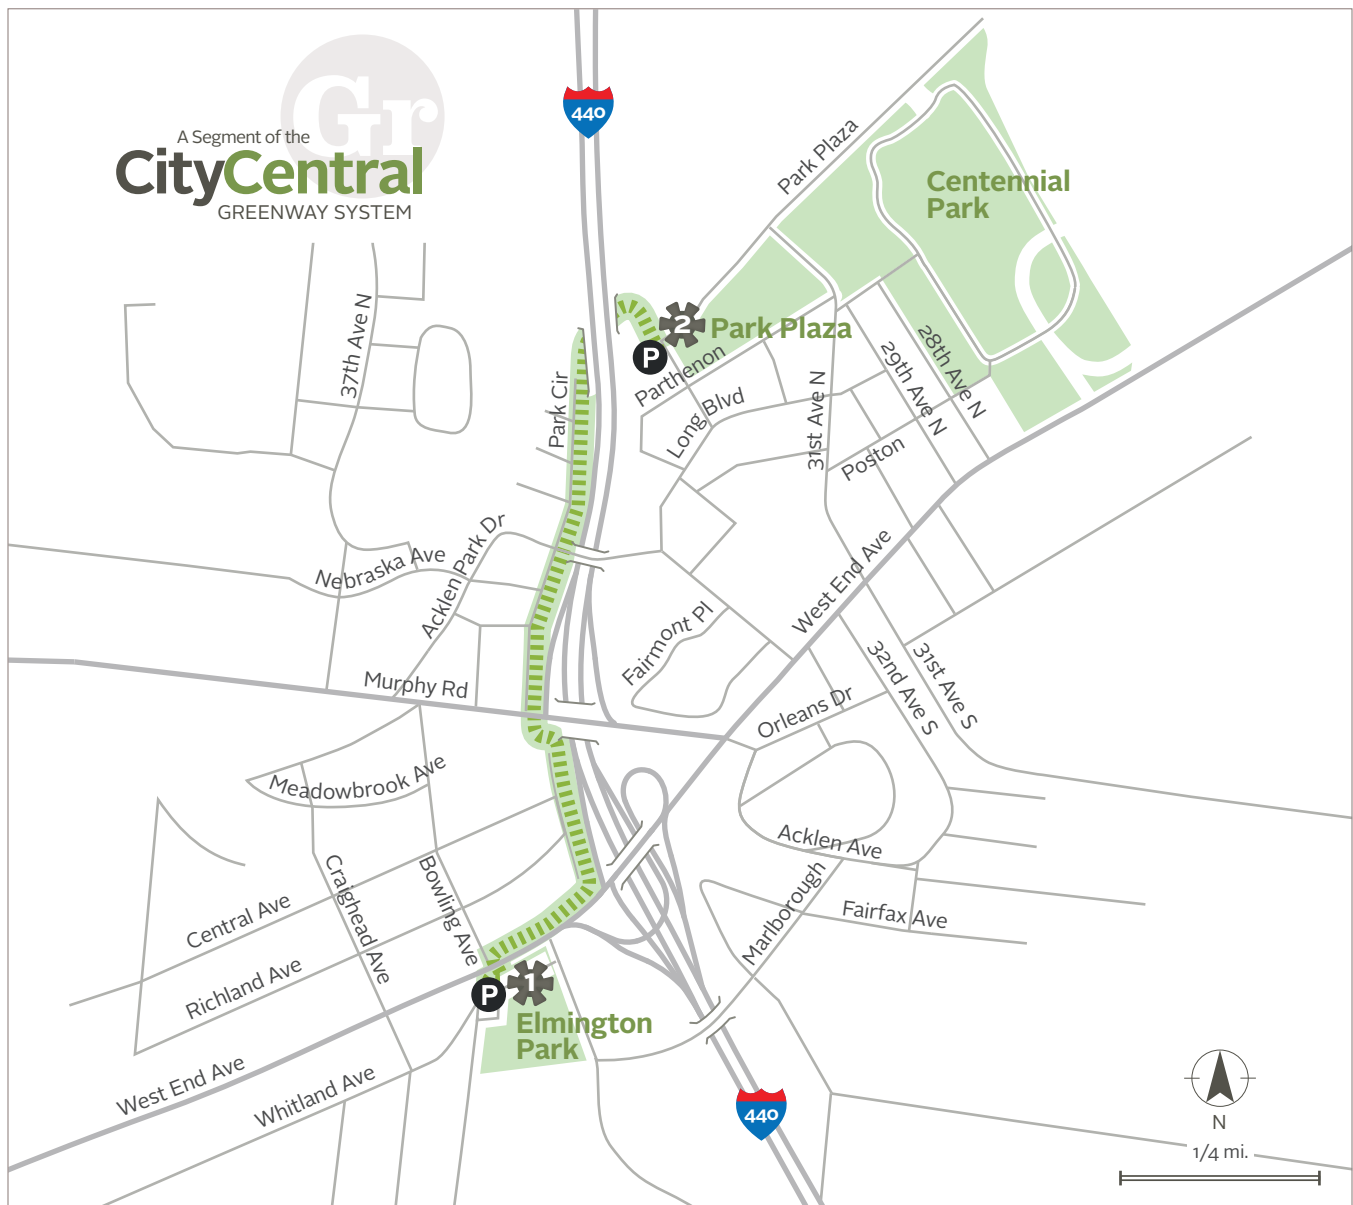 Gr
A Segment of the
CityCentral
GREENWAY SYSTEM
440
Park Plaza
Centennial
Park
37th Ave N
2
Park Plaza
P
Parthenon
Park Cir
Long Blvd
31st Ave N
29th Ave N
28th Ave N
Poston
Nebraska Ave
Acklen Park Dr
West End Ave
Fairmont Pl
Murphy Rd
32nd Ave S
31st Ave S
Orleans Dr
Meadowbrook Ave
Acklen Ave
Central Ave
Craighead Ave
Bowling Ave
Marlborough
Fairfax Ave
Richland Ave
1
P
Elmington
Park
West End Ave
Whitland Ave
440
N
1/4 mi.